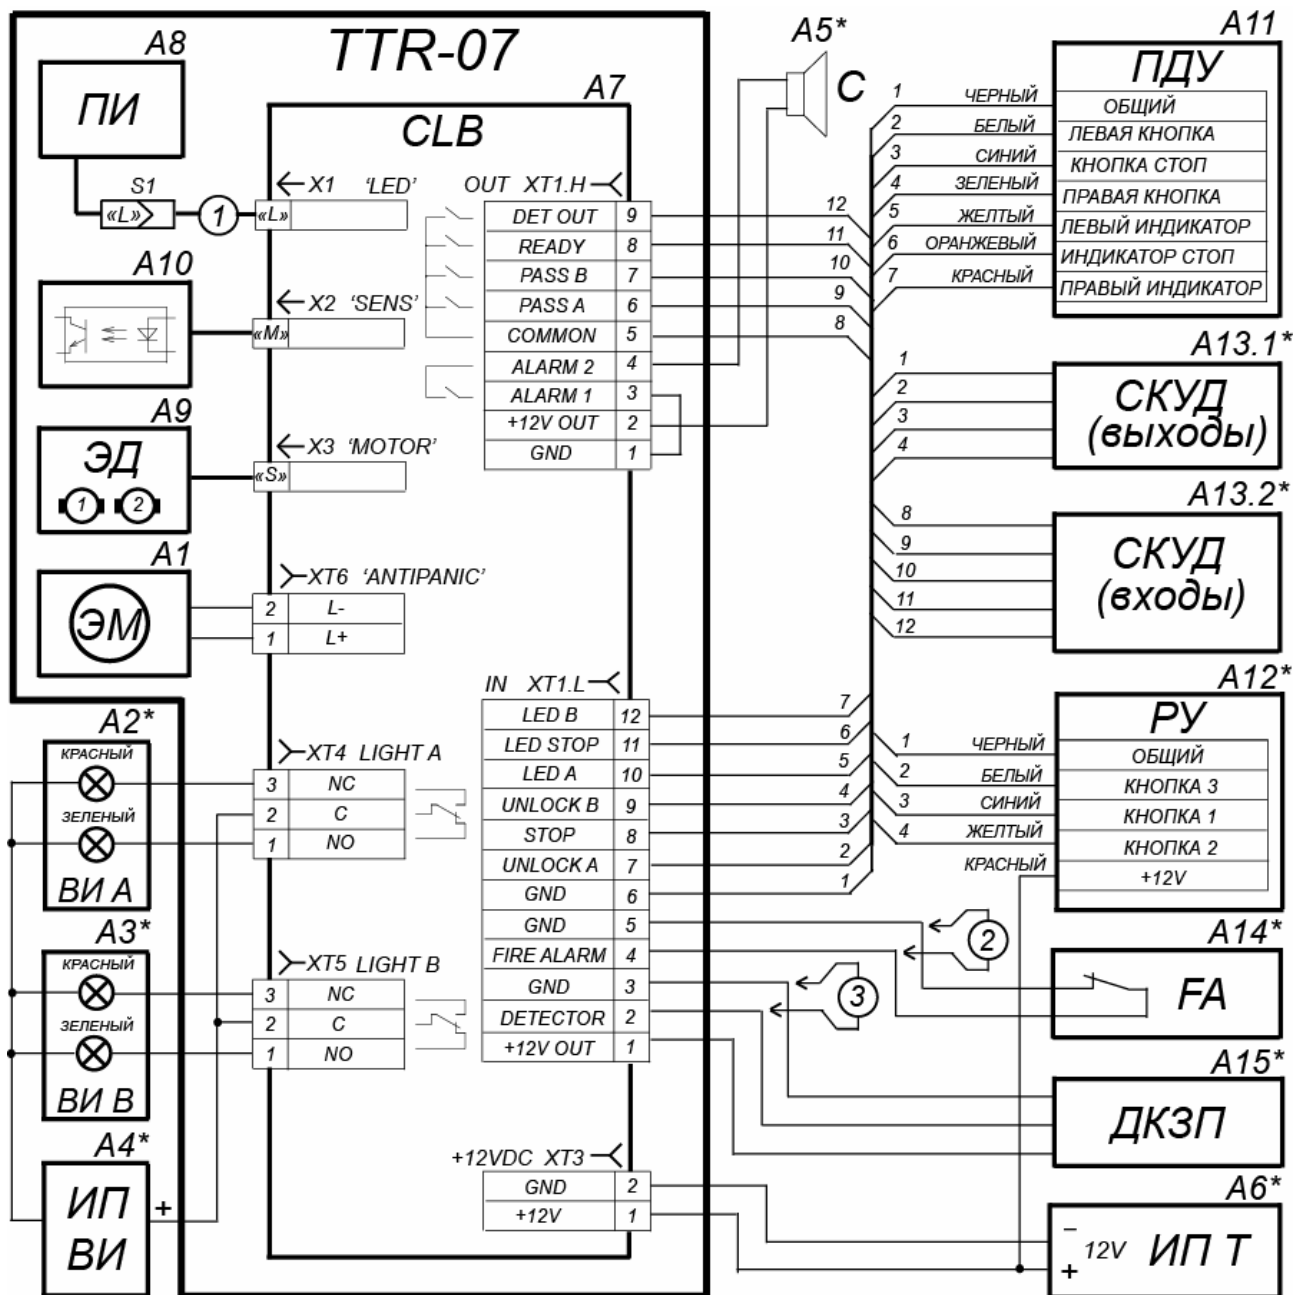 TTR-07
A8
ПИ
S1
«L»
1
A10
A9
ЭД
1 2
A1
ЭМ
A7
CLB
X1 'LED'
«L»
X2 'SENS'
«M»
X3 'MOTOR'
«S»
XT6 'ANTIPANIC'
2 L-
1 L+
OUT XT1.H
DET OUT 9
READY 8
PASS B 7
PASS A 6
COMMON 5
ALARM 2 4
ALARM 1 3
+12V OUT 2
GND 1
12
11
10
9
8
A5*
C
A11
ПДУ
1 ЧЕРНЫЙ ОБЩИЙ
2 БЕЛЫЙ ЛЕВАЯ КНОПКА
3 СИНИЙ КНОПКА СТОП
4 ЗЕЛЕНЫЙ ПРАВАЯ КНОПКА
5 ЖЕЛТЫЙ ЛЕВЫЙ ИНДИКАТОР
6 ОРАНЖЕВЫЙ ИНДИКАТОР СТОП
7 КРАСНЫЙ ПРАВЫЙ ИНДИКАТОР
A13.1*
1
2
3
4
СКУД
(выходы)
A13.2*
8
9
10
11
12
СКУД
(входы)
A2*
КРАСНЫЙ
ЗЕЛЕНЫЙ
ВИ А
XT4 LIGHT A
3 NC
2 C
1 NO
A3*
КРАСНЫЙ
ЗЕЛЕНЫЙ
ВИ В
XT5 LIGHT B
3 NC
2 C
1 NO
A4*
ИП
ВИ
+
IN XT1.L
LED B 12
LED STOP 11
LED A 10
UNLOCK B 9
STOP 8
UNLOCK A 7
GND 6
GND 5
FIRE ALARM 4
GND 3
DETECTOR 2
+12V OUT 1
7
6
5
4
3
2
1
2
3
+12VDC XT3
GND 2
+12V 1
A12*
РУ
1 ЧЕРНЫЙ ОБЩИЙ
2 БЕЛЫЙ КНОПКА 3
3 СИНИЙ КНОПКА 1
4 ЖЕЛТЫЙ КНОПКА 2
КРАСНЫЙ +12V
A14*
FA
A15*
ДКЗП
A6*
–
12V ИП Т
+